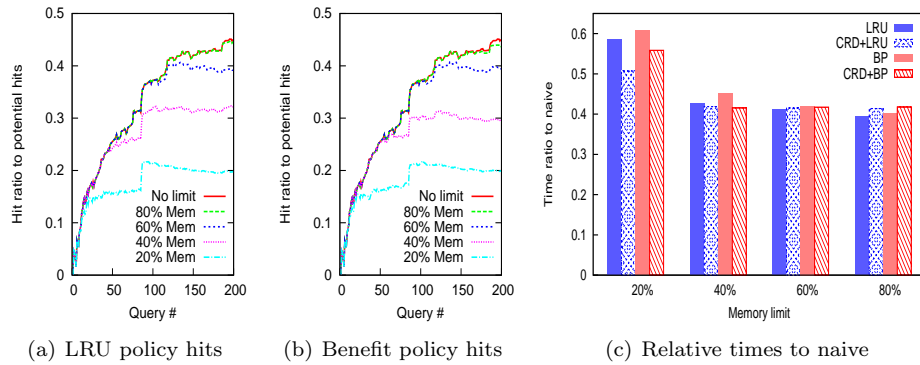 Hit ratio to potential hits
0.5
0.4
0.3
0.2
0.1
0
0 50 100 150 200
Query #
No limit
80% Mem
60% Mem
40% Mem
20% Mem
(a) LRU policy hits
Hit ratio to potential hits
0.5
0.4
0.3
0.2
0.1
0
0 50 100 150 200
Query #
No limit
80% Mem
60% Mem
40% Mem
20% Mem
(b) Benefit policy hits
Time ratio to naive
0.6
0.5
0.4
0.3
0.2
0.1
0
20% 40% 60% 80%
Memory limit
LRU
CRD+LRU
BP
CRD+BP
(c) Relative times to naive